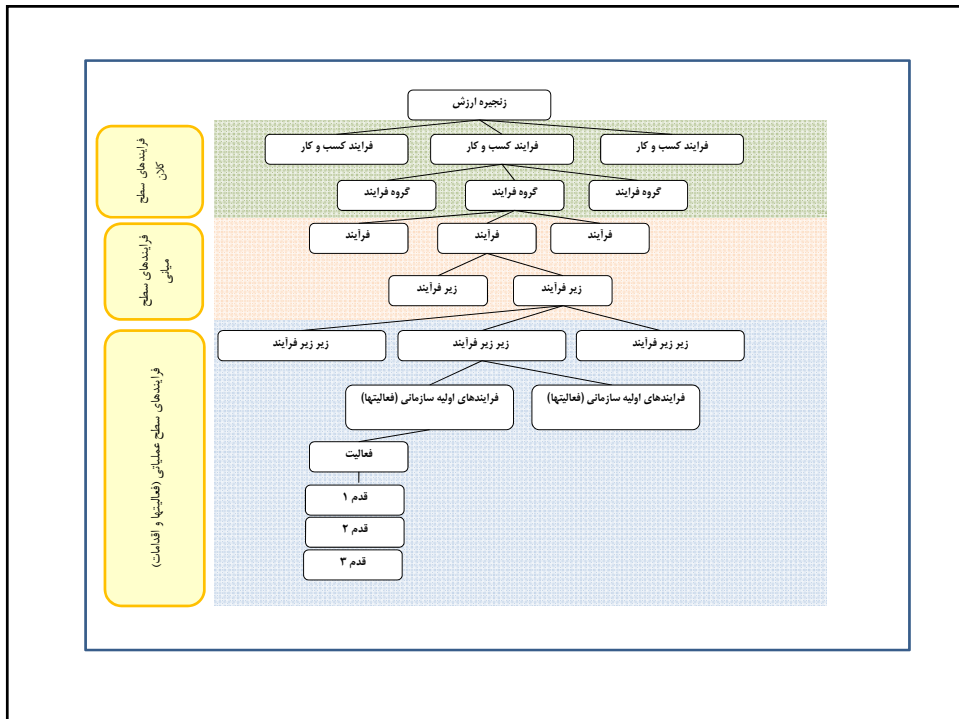 زنجیره ارزش
فرایند کسب و کار
فرایند کسب و کار
فرایند کسب و کار
فرایندهای سطح
کلان
گروه فرایند
گروه فرایند
گروه فرایند
فرآیند
فرآیند
فرآیند
فرایندهای سطح
میانی
زیر فرآیند
زیر فرآیند
زیر زیر فرآیند
زیر زیر فرآیند
زیر زیر فرآیند
فرایندهای اولیه سازمانی (فعالیتها)
فرایندهای اولیه سازمانی (فعالیتها)
فرایندهای سطح عملیاتی (فعالیتها و اقدامات)
فعالیت
قدم ۱
قدم ۲
قدم ۳